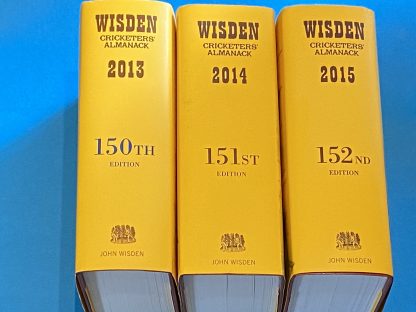 WISDEN
CRICKETERS'
ALMANACK
2013
150TH
EDITION
JOHN WISDEN
WISDEN
CRICKETERS'
ALMANACK
2014
151ST
EDITION
JOHN WISDEN
WISDEN
CRICKETERS'
ALMANACK
2015
152ND
EDITION
JOHN WISDEN